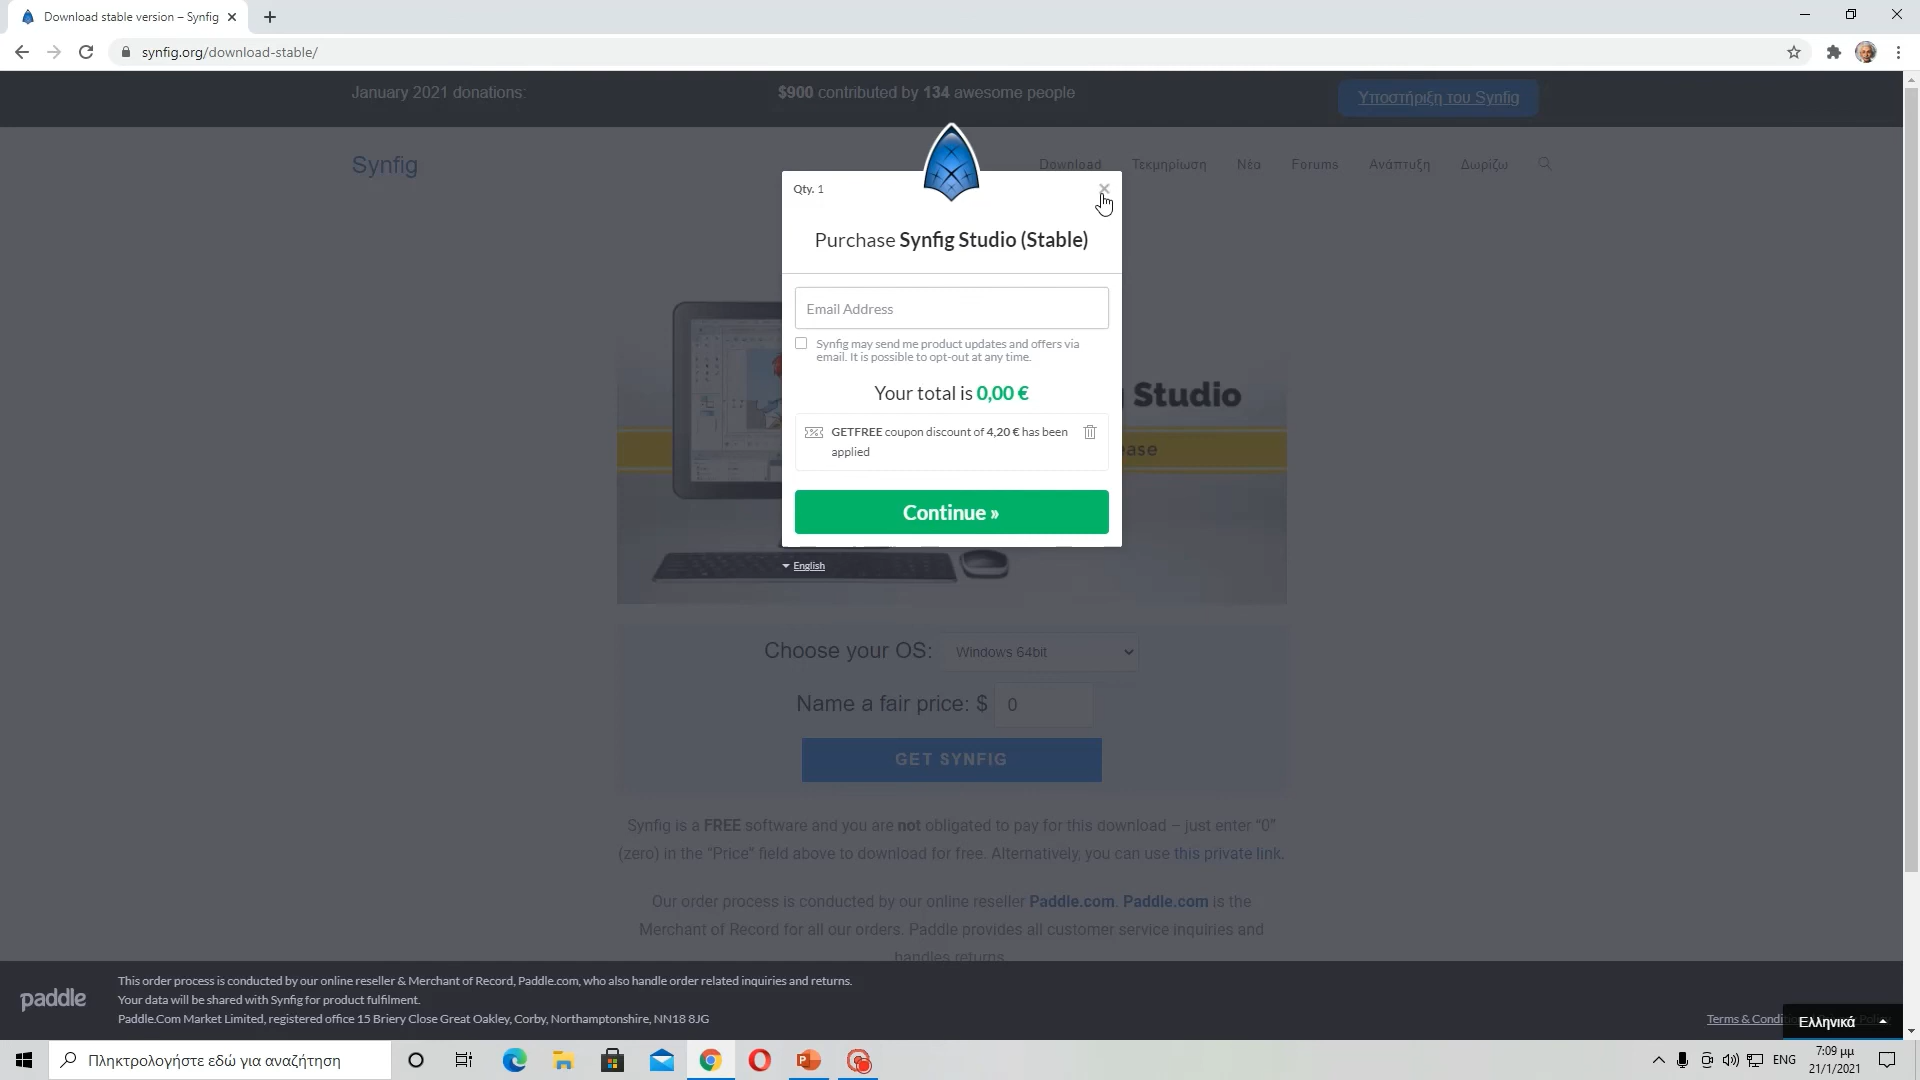 Download stable version – Synfig
synfig.org/download-stable/
January 2021 donations:
$900 contributed by 134 awesome people
Υποστήριξη του Synfig
Synfig
Download
Τεκμηρίωση
Νέα
Forums
Ανάπτυξη
Δωρίζω
Qty. 1
Purchase Synfig Studio (Stable)
Email Address
Synfig may send me product updates and offers via
email. It is possible to opt-out at any time.
Your total is 0,00 €
Studio
GETFREE coupon discount of 4,20 € has been
applied
Continue »
English
Choose your OS:
Windows 64bit
Name a fair price: $ 0
GET SYNFIG
Synfig is a FREE software and you are not obligated to pay for this download – just enter “0”
(zero) in the “Price” field above to download for free. Alternatively, you can use this private link.
Our order process is conducted by our online reseller Paddle.com. Paddle.com is the
Merchant of Record for all our orders. Paddle provides all customer service inquiries and
handles returns.
paddle
This order process is conducted by our online reseller & Merchant of Record, Paddle.com, who also handle order related inquiries and returns.
Your data will be shared with Synfig for product fulfilment.
Paddle.Com Market Limited, registered office 15 Briery Close Great Oakley, Corby, Northamptonshire, NN18 8JG
Terms & Condi
Ελληνικά
Πληκτρολογήστε εδώ για αναζήτηση
ENG
7:09 μμ
21/1/2021